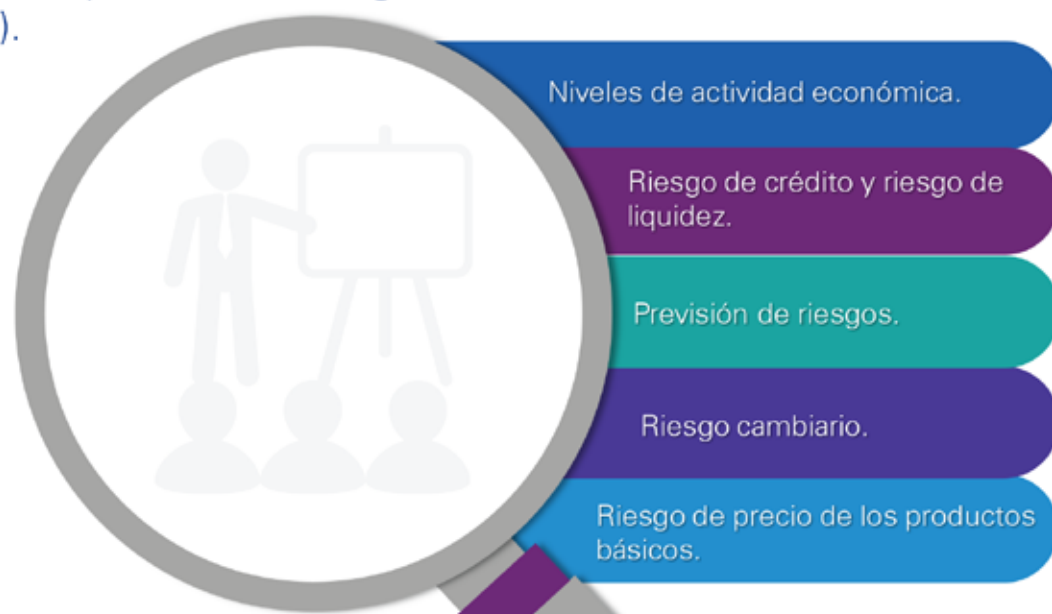 ).
Niveles de actividad económica.
Riesgo de crédito y riesgo de
liquidez.
Previsión de riesgos.
Riesgo cambiario.
Riesgo de precio de los productos
básicos.